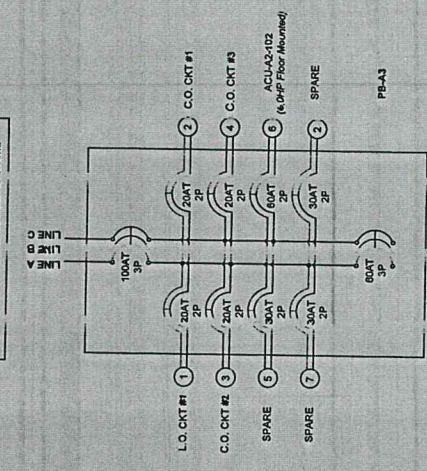 LINE A
LINE B
LINE C
100AT
3P
1
L.O. CKT #1
20AT
2P
20AT
2P
2
C.O. CKT #1
3
C.O. CKT #2
20AT
2P
20AT
2P
4
C.O. CKT #3
5
SPARE
30AT
2P
60AT
2P
6
ACU-A2-102
(6.0HP Floor Mounted)
7
SPARE
30AT
2P
30AT
2P
2
SPARE
60AT
3P
PB-A3